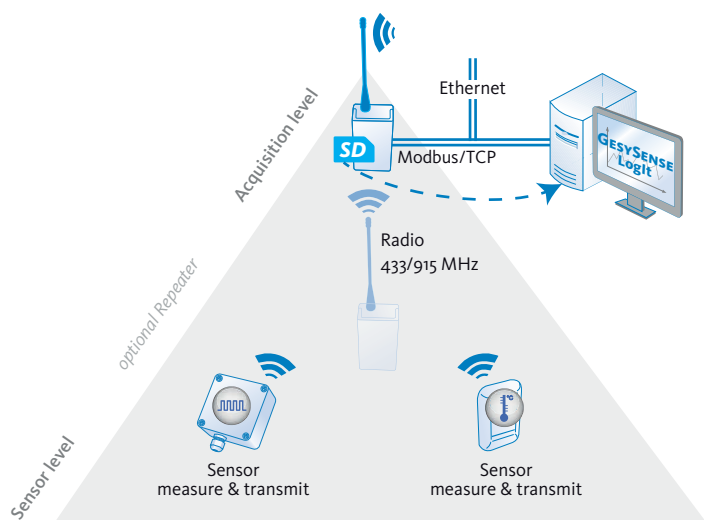 Ethernet
Acquisition level
SD
Modbus/TCP
GESYSENSE
LogIt
Radio
433/915 MHz
optional Repeater
°C
Sensor level
Sensor
measure & transmit
Sensor
measure & transmit